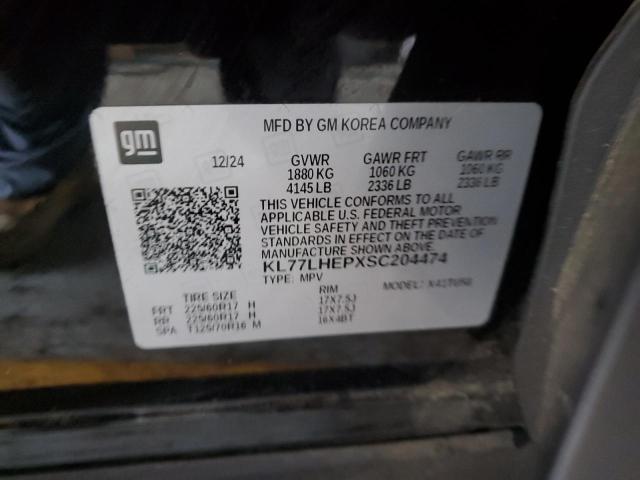 gm
MFD BY GM KOREA COMPANY
12/24 GVWR GAWR FRT GAWR RR
1880 KG 1060 KG 1060 KG
4145 LB 2336 LB 2336 LB
THIS VEHICLE CONFORMS TO ALL
APPLICABLE U.S. FEDERAL MOTOR
VEHICLE SAFETY AND THEFT PREVENTION
STANDARDS IN EFFECT ON THE DATE OF
MANUFACTURE SHOWN ABOVE.
KL77LHEPXSC204474
TYPE: MPV MODEL:
TIRE SIZE RIM
FRT 225/60R17 H 17X7.5J
RR 225/60R17 H 17X7.5J
SPA T125/70R16 M 16X4BT